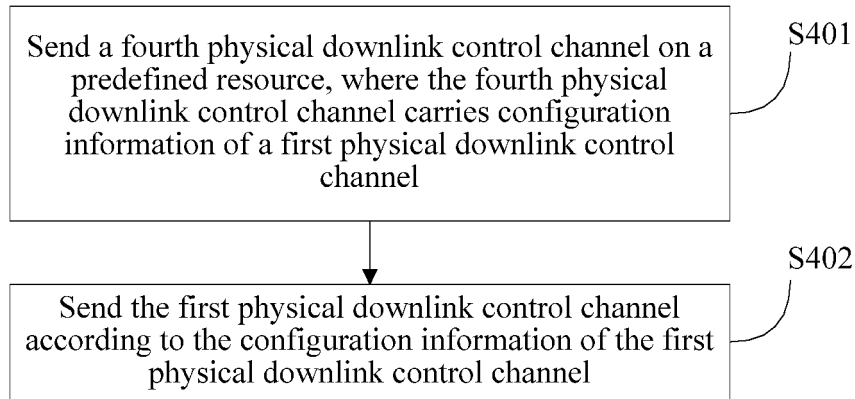 Send a fourth physical downlink control channel on a
predefined resource, where the fourth physical
downlink control channel carries configuration
information of a first physical downlink control
channel
S401
Send the first physical downlink control channel
according to the configuration information of the first
physical downlink control channel
S402